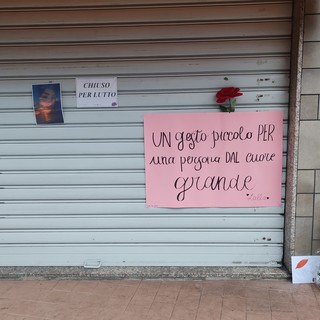 CHIUSO
PER LUTTO
UN gesto piccolo PER
una persona DAL cuore
grande